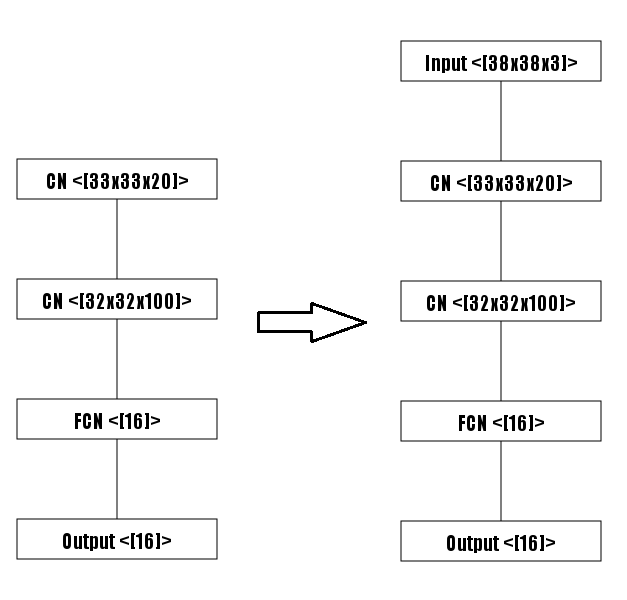 CN <[33x33x20]>
CN <[32x32x100]>
FCN <[16]>
Output <[16]>
Input <[38x38x3]>
CN <[33x33x20]>
CN <[32x32x100]>
FCN <[16]>
Output <[16]>